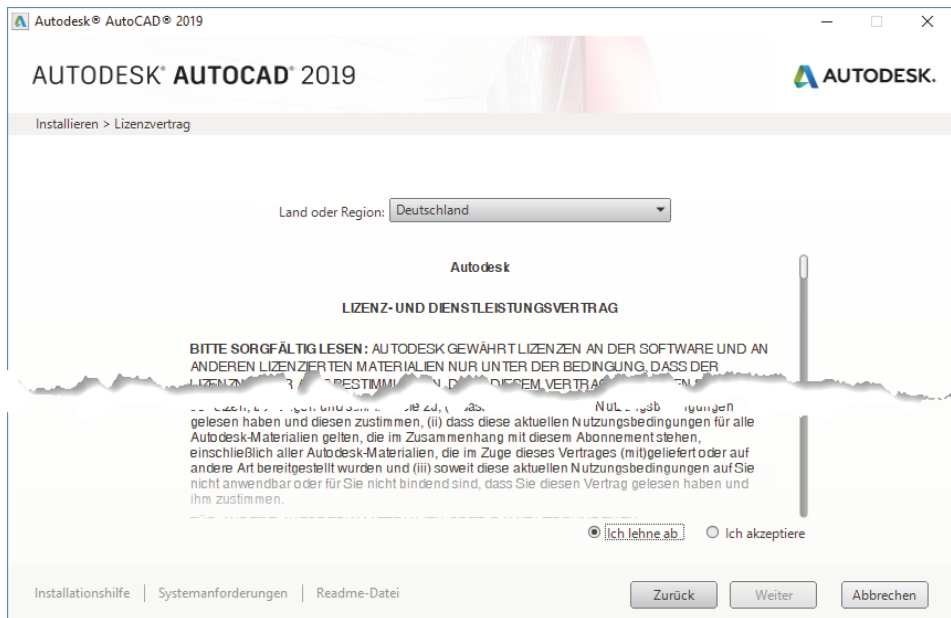 Autodesk® AutoCAD® 2019
AUTODESK® AUTOCAD® 2019
AUTODESK.
Installieren > Lizenzvertrag
Land oder Region: Deutschland
Autodesk
LIZENZ- UND DIENSTLEISTUNGSVERTRAG
BITTE SORGFÄLTIG LESEN: AUTODESK GEWÄHRT LIZENZEN AN DER SOFTWARE UND AN
ANDEREN LIZENZIERTEN MATERIALIEN NUR UNTER DER BEDINGUNG, DASS DER
gelesen haben und diesen zustimmen, (ii) dass diese aktuellen Nutzungsbedingungen für alle
Autodesk-Materialien gelten, die im Zusammenhang mit diesem Abonnement stehen,
einschließlich aller Autodesk-Materialien, die im Zuge dieses Vertrages (mit)geliefert oder auf
andere Art bereitgestellt wurden und (iii) soweit diese aktuellen Nutzungsbedingungen auf Sie
nicht anwendbar oder für Sie nicht bindend sind, dass Sie diesen Vertrag gelesen haben und
ihm zustimmen.
Ich lehne ab Ich akzeptiere
Installationshilfe | Systemanforderungen | Readme-Datei
Zurück Weiter Abbrechen